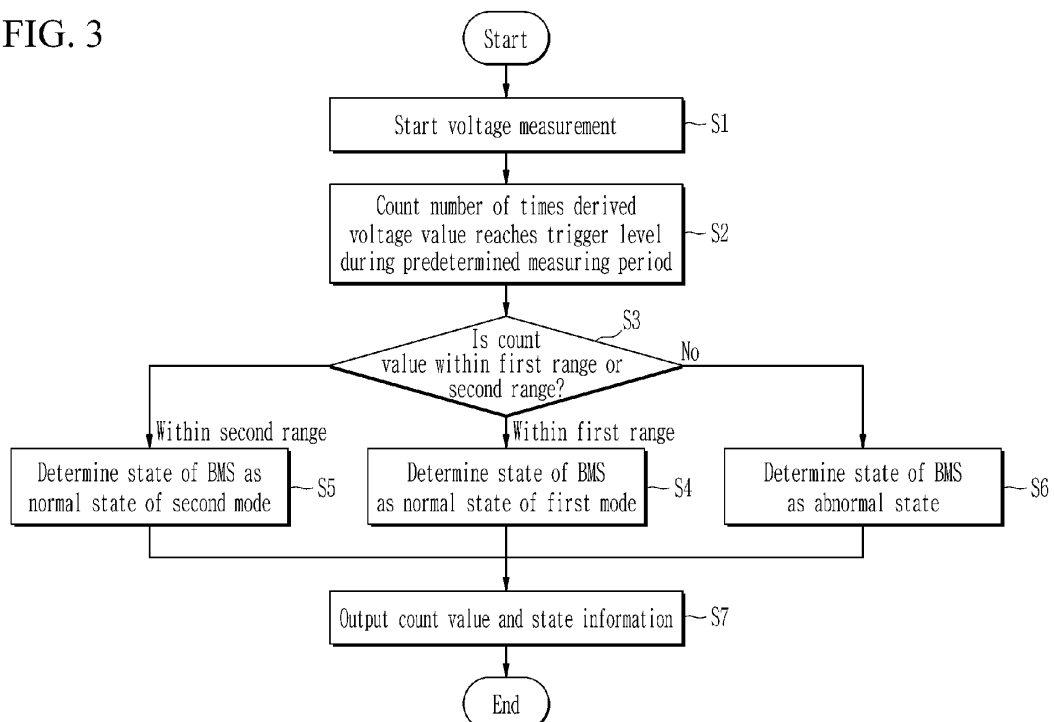 FIG. 3
Start
Start voltage measurement
S1
Count number of times derived
voltage value reaches trigger level
during predetermined measuring period
S2
S3
Is count
value within first range or
second range?
No
Within second range
Within first range
Determine state of BMS as
normal state of second mode
S5
Determine state of BMS
as normal state of first mode
S4
Determine state of BMS
as abnormal state
S6
Output count value and state information
S7
End